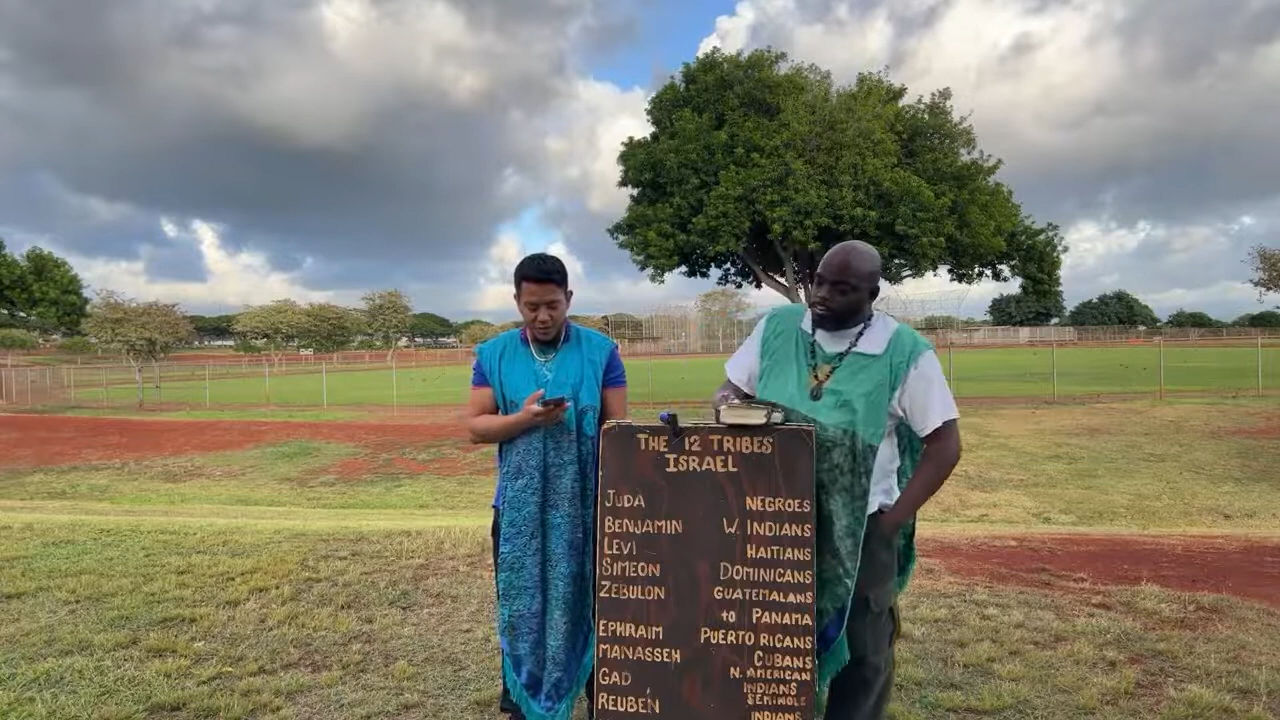 THE 12 TRIBES
ISRAEL
JUDA NEGROES
BENJAMIN W. INDIANS
LEVI HAITIANS
SIMEON DOMINICANS
ZEBULON GUATEMALANS
to PANAMA
EPHRAIM PUERTO RICANS
MANASSEH CUBANS
GAD N. AMERICAN
INDIANS
REUBEN SEMINOLE
INDIANS